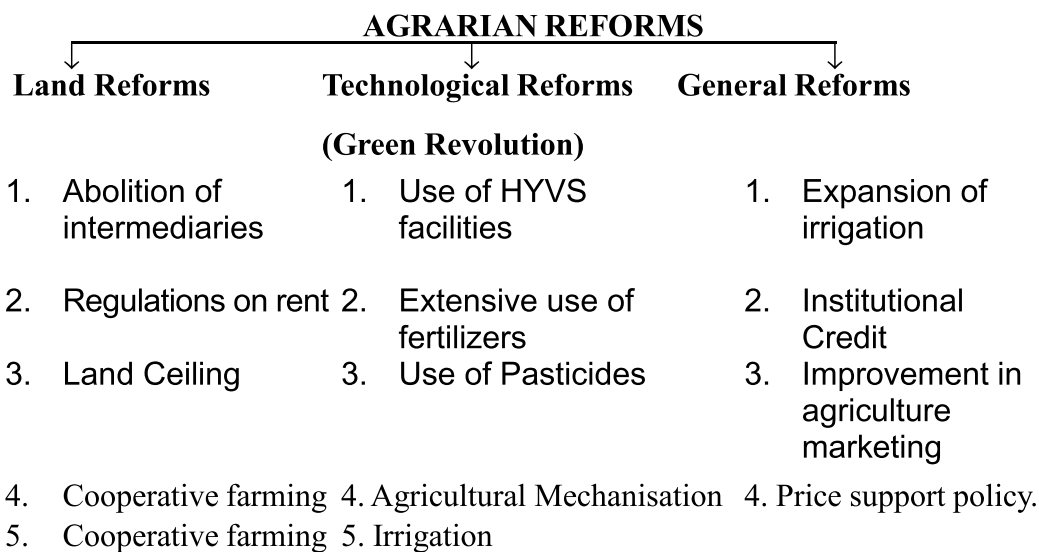 AGRARIAN REFORMS
Land Reforms Technological Reforms General Reforms
(Green Revolution)
1. Abolition of intermediaries 1. Use of HYVS facilities 1. Expansion of irrigation
2. Regulations on rent 2. Extensive use of fertilizers 2. Institutional Credit
3. Land Ceiling 3. Use of Pasticides 3. Improvement in agriculture marketing
4. Cooperative farming 4. Agricultural Mechanisation 4. Price support policy.
5. Cooperative farming 5. Irrigation